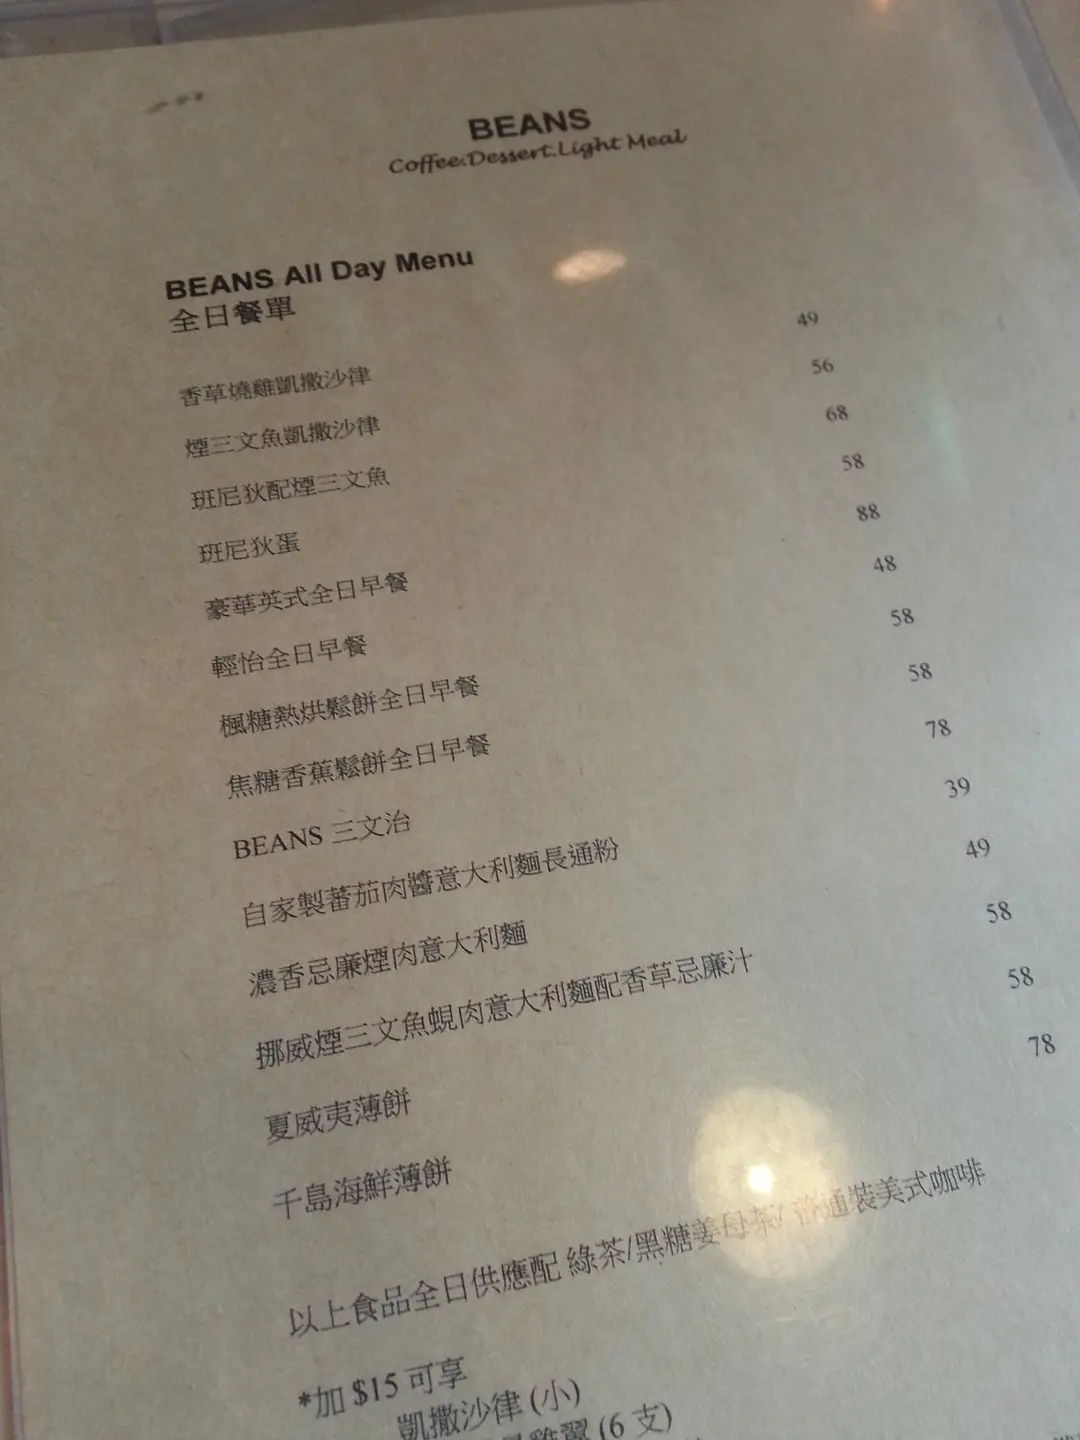 BEANS
Coffee.Dessert.Light Meal
BEANS All Day Menu
全日餐單
香草燒雞凱撒沙律 49
煙三文魚凱撒沙律 56
班尼狄配煙三文魚 68
班尼狄蛋 58
豪華英式全日早餐 88
輕怡全日早餐 48
楓糖熱烘鬆餅全日早餐 58
焦糖香蕉鬆餅全日早餐 58
BEANS 三文治 78
自家製蕃茄肉醬意大利麵長通粉 39
濃香忌廉煙肉意大利麵 49
挪威煙三文魚蜆肉意大利麵配香草忌廉汁 58
夏威夷薄餅 58
千島海鮮薄餅 78
以上食品全日供應配 綠茶/黑糖姜母茶/ 普通裝美式咖啡
*加 $15 可享
凱撒沙律 (小)
雞翼 (6 支)